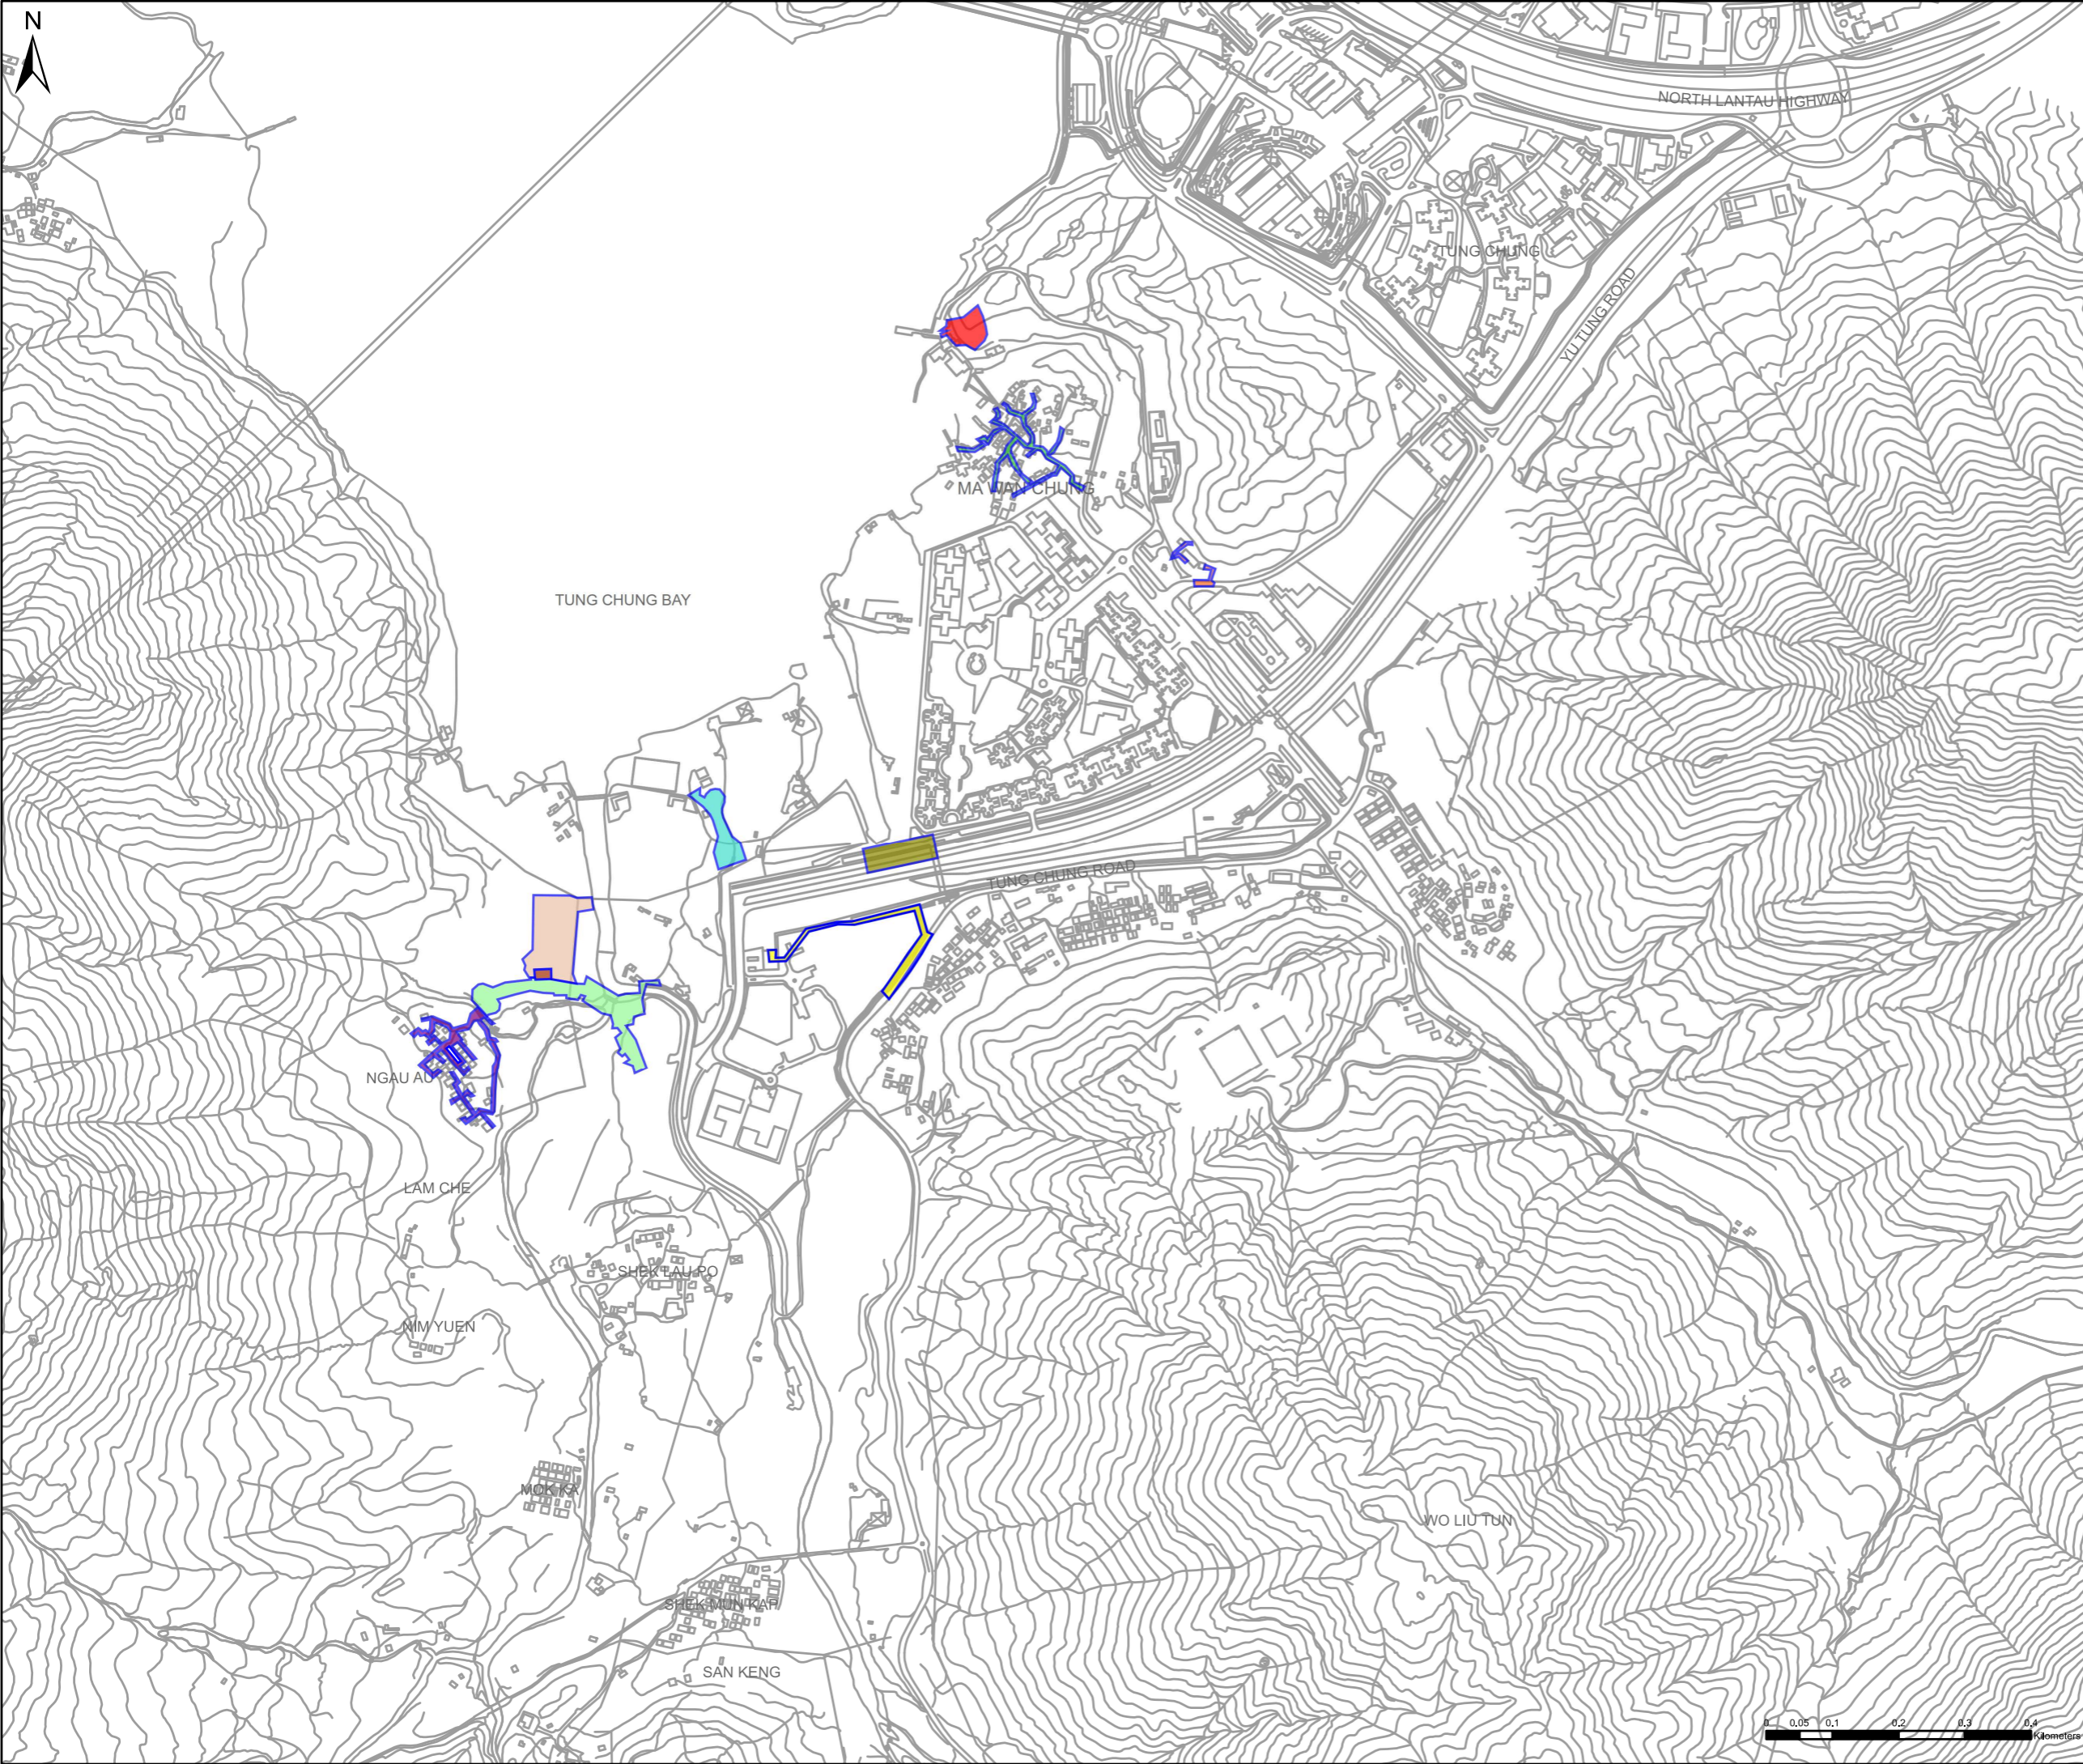 N
NORTH LANTAU HIGHWAY
TUNG CHUNG
YU TUNG ROAD
MA WAN CHUNG
TUNG CHUNG BAY
TUNG CHUNG ROAD
NGAU AU
LAM CHE
SHEK LAU PO
NIM YUEN
MOK KA
WO LIU TUN
SHEK MUN KAP
SAN KENG
0 0.05 0.1 0.2 0.3 0.4
Kilometers